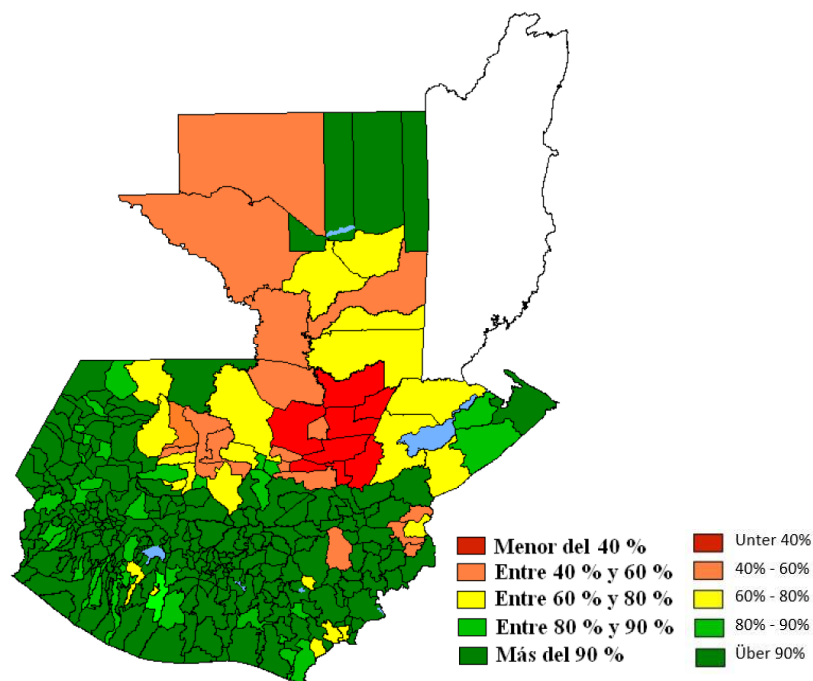 Menor del 40 %
Entre 40 % y 60 %
Entre 60 % y 80 %
Entre 80 % y 90 %
Más del 90 %
Unter 40%
40% - 60%
60% - 80%
80% - 90%
Über 90%